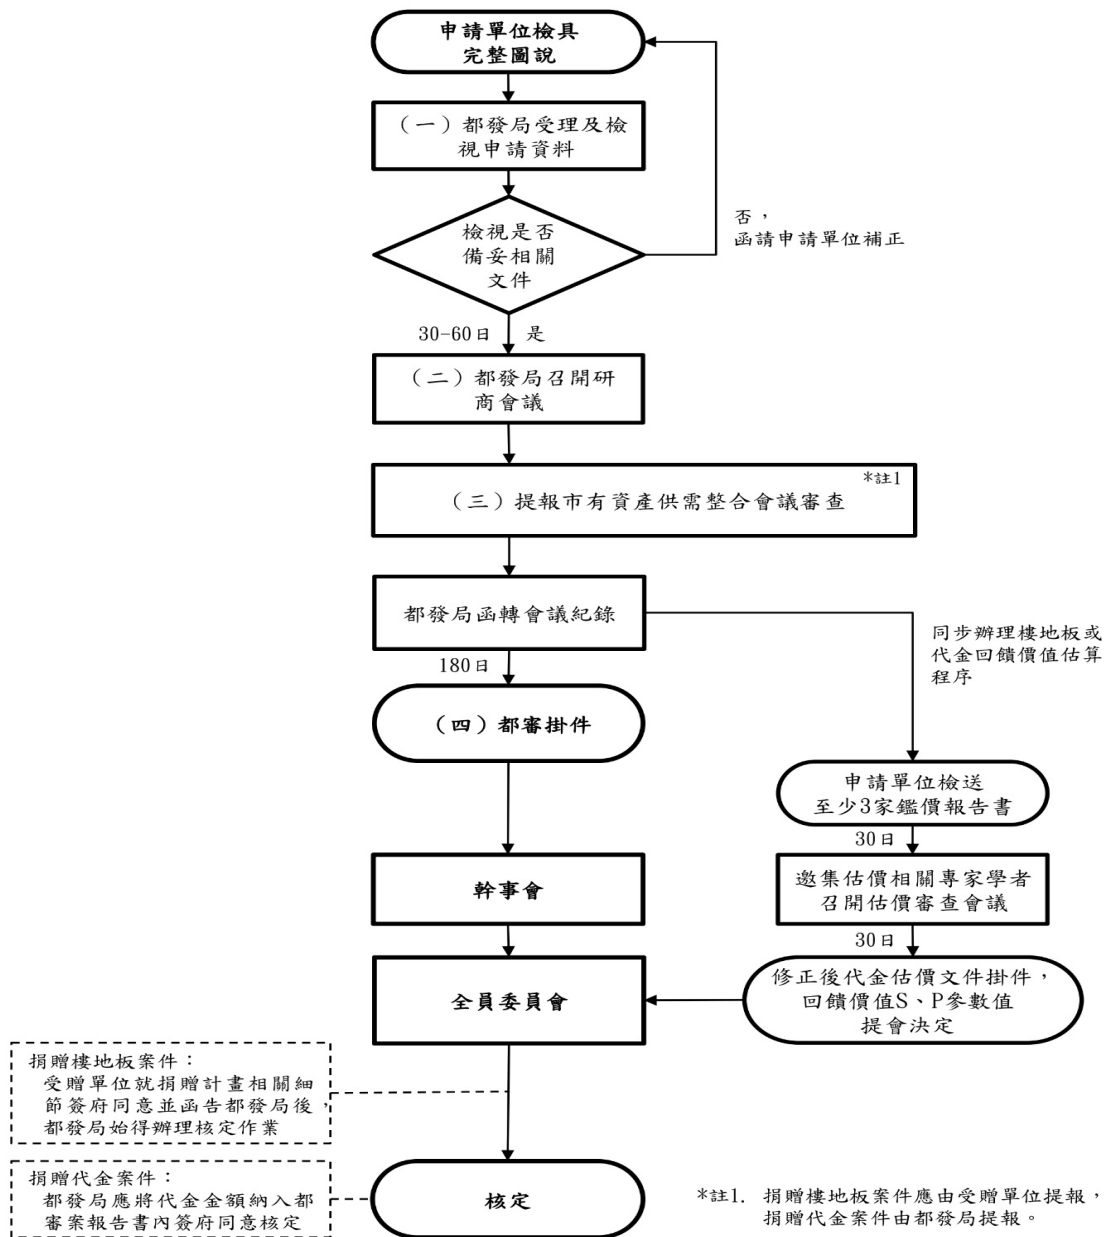 申請單位檢具
完整圖說
（一）都發局受理及檢
視申請資料
檢視是否
備妥相關
文件
否，
函請申請單位補正
30-60日
是
（二）都發局召開研
商會議
*註1
（三）提報市有資產供需整合會議審查
都發局函轉會議紀錄
同步辦理樓地板或
代金回饋價值估算
程序
180日
（四）都審掛件
申請單位檢送
至少3家鑑價報告書
30日
邀集估價相關專家學者
召開估價審查會議
30日
修正後代金估價文件掛件，
回饋價值S、P參數值
提會決定
幹事會
全員委員會
捐贈樓地板案件：
受贈單位就捐贈計畫相關細
節簽府同意並函告都發局後，
都發局始得辦理核定作業
捐贈代金案件：
都發局應將代金金額納入都
審案報告書內簽府同意核定
核定
*註1. 捐贈樓地板案件應由受贈單位提報，
捐贈代金案件由都發局提報。